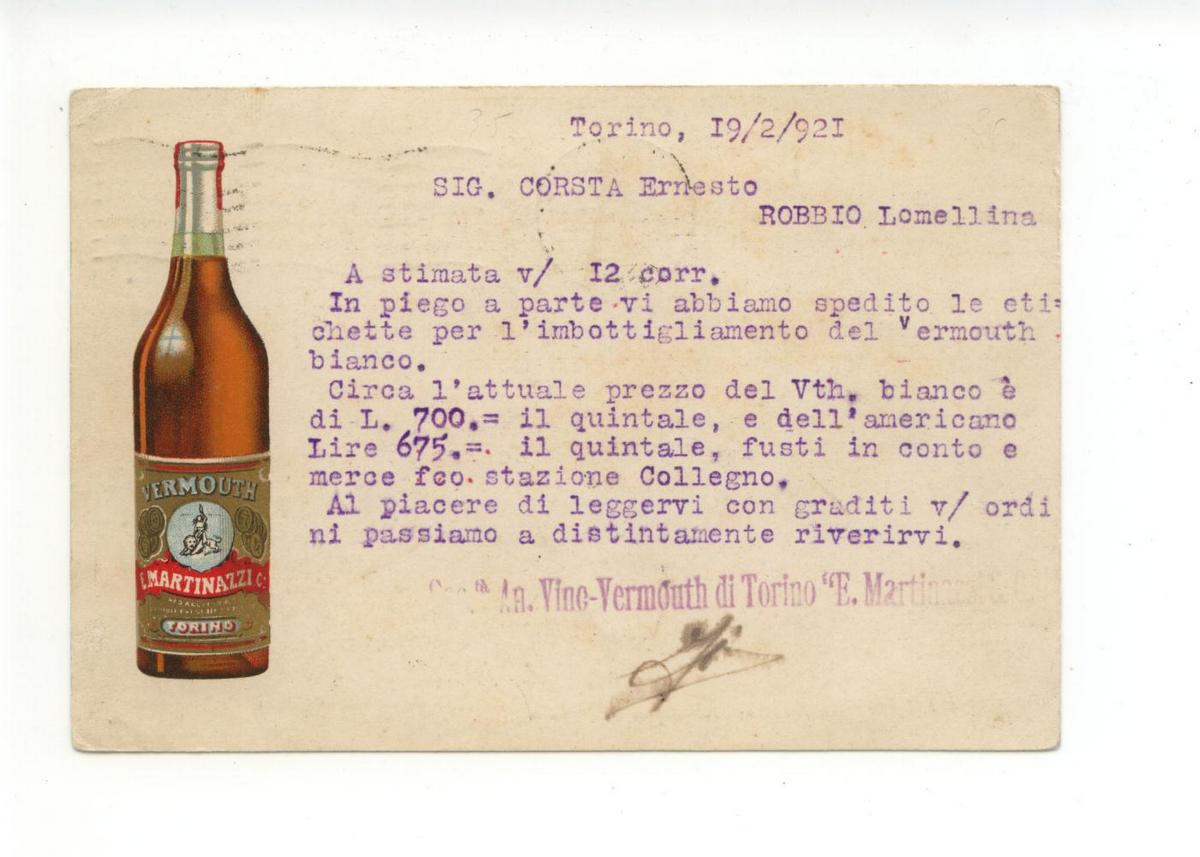 Torino, I9/2/92I
SIG. CORSTA Ernesto
ROBBIO Lomellina
A stimata v/ I2 corr.
In piego a parte vi abbiamo spedito le eti=
chette per l'imbottigliamento del Vermouth
bianco.
Circa l'attuale prezzo del Vth. bianco è
di L. 700.= il quintale, e dell'americano
Lire 675.=. il quintale, fusti in conto e
merce fco. stazione Collegno.
Al piacere di leggervi con graditi v/ ordi
ni passiamo a distintamente riverirvi.
An. Vino-Vermouth di Torino "E. Martinazzi & C.
VERMOUTH
E. MARTINAZZI & C.
TORINO